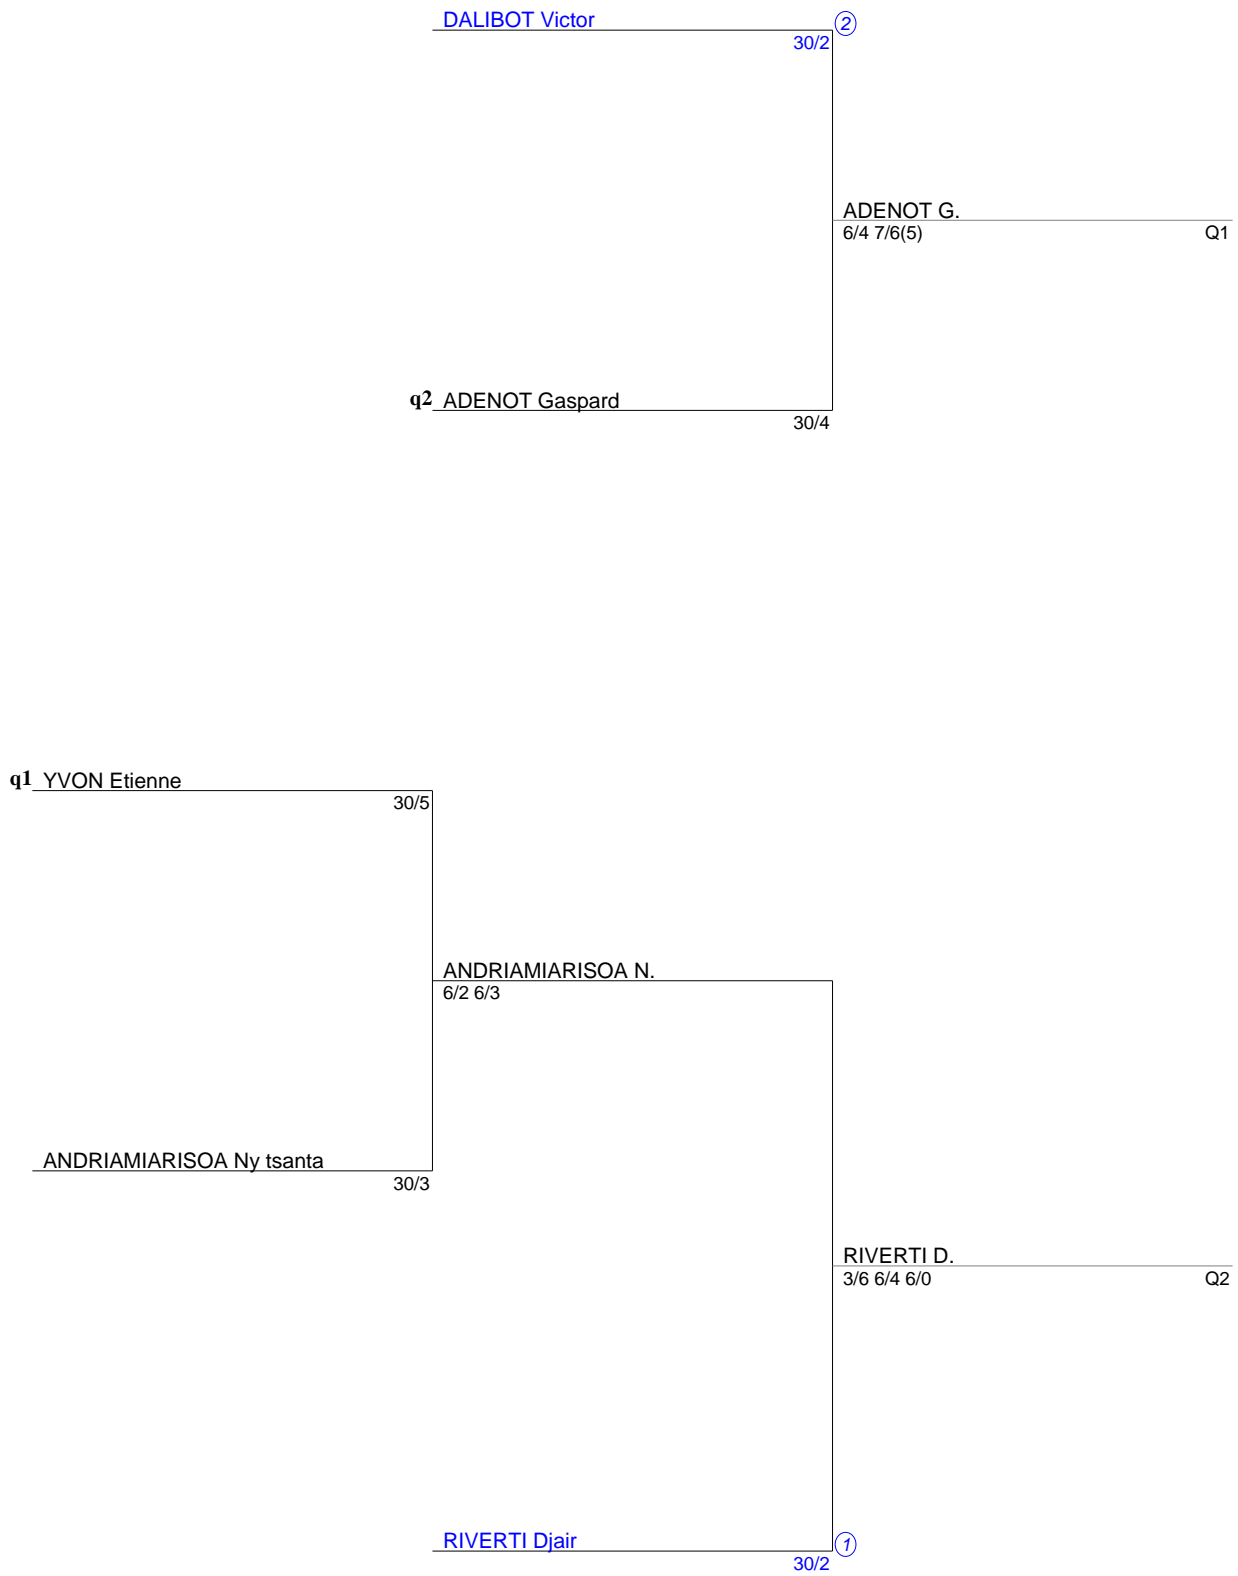 DALIBOT Victor
30/2
2
ADENOT G.
6/4 7/6(5)
Q1
q2 ADENOT Gaspard
30/4
q1 YVON Etienne
30/5
ANDRIAMIARISOA N.
6/2 6/3
ANDRIAMIARISOA Ny tsanta
30/3
RIVERTI D.
3/6 6/4 6/0
Q2
RIVERTI Djair
30/2
1